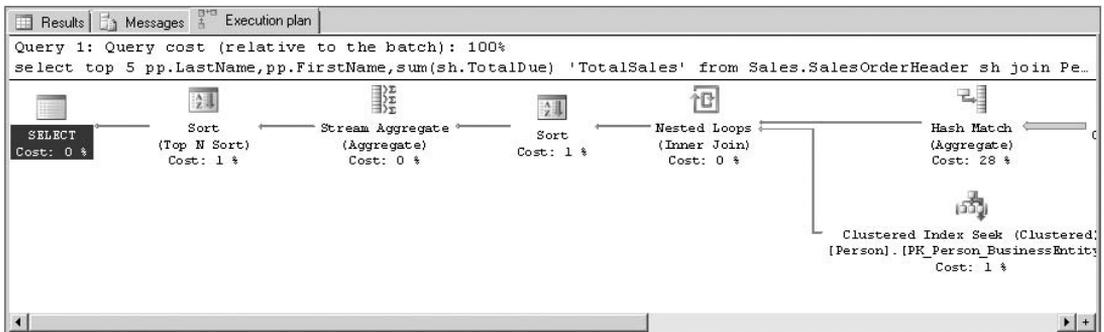 Results Messages Execution plan
Query 1: Query cost (relative to the batch): 100%
select top 5 pp.LastName,pp.FirstName,sum(sh.TotalDue) 'TotalSales' from Sales.SalesOrderHeader sh join Pe…
SELECT
Cost: 0 %
Sort
(Top N Sort)
Cost: 1 %
Stream Aggregate
(Aggregate)
Cost: 0 %
Sort
Cost: 1 %
Nested Loops
(Inner Join)
Cost: 0 %
Hash Match
(Aggregate)
Cost: 28 %
Clustered Index Seek (Clustered)
[Person].[PK_Person_BusinessEntity
Cost: 1 %